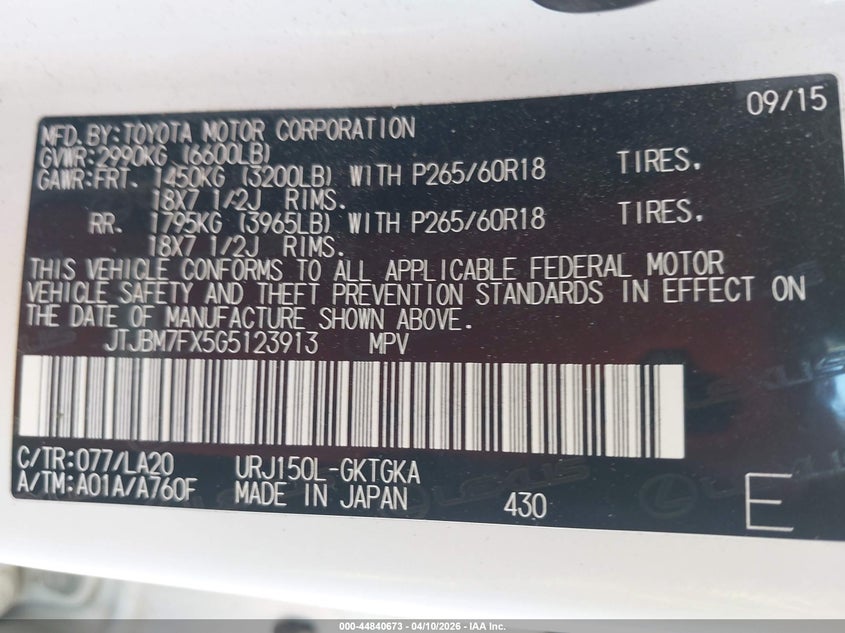 09/15
MFD. BY: TOYOTA MOTOR CORPORATION
GVWR: 2990KG (6600LB)
GAWR: FRT. 1450KG (3200LB) WITH P265/60R18 TIRES.
18X7 1/2J RIMS.
RR. 1795KG (3965LB) WITH P265/60R18 TIRES.
18X7 1/2J RIMS.
THIS VEHICLE CONFORMS TO ALL APPLICABLE FEDERAL MOTOR
VEHICLE SAFETY AND THEFT PREVENTION STANDARDS IN EFFECT ON
THE DATE OF MANUFACTURE SHOWN ABOVE.
JTJBM7FX5G5123913 MPV
C/TR: 077/LA20 URJ150L-GKTGKA
A/TM: A01A/A760F MADE IN JAPAN 430 E
LEXUS
000-44840673 - 04/10/2026 - IAA Inc.